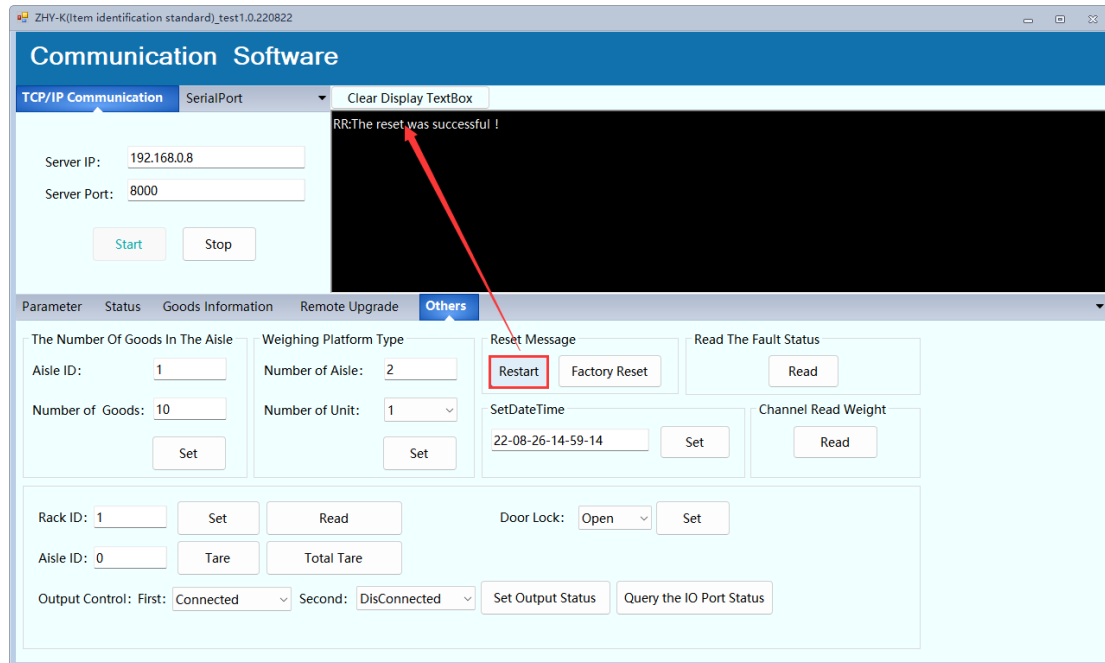 ZHY-K(Item identification standard)_test1.0.220822
Communication Software
TCP/IP Communication SerialPort Clear Display TextBox
RR:The reset was successful !
Server IP: 192.168.0.8
Server Port: 8000
Start Stop
Parameter Status Goods Information Remote Upgrade Others
The Number Of Goods In The Aisle Weighing Platform Type Reset Message Read The Fault Status
Aisle ID: 1 Number of Aisle: 2 Restart Factory Reset Read
Number of Goods: 10 Number of Unit: 1 SetDateTime Channel Read Weight
22-08-26-14-59-14 Set Read
Set Set
Rack ID: 1 Set Read Door Lock: Open Set
Aisle ID: 0 Tare Total Tare
Output Control: First: Connected Second: DisConnected Set Output Status Query the IO Port Status